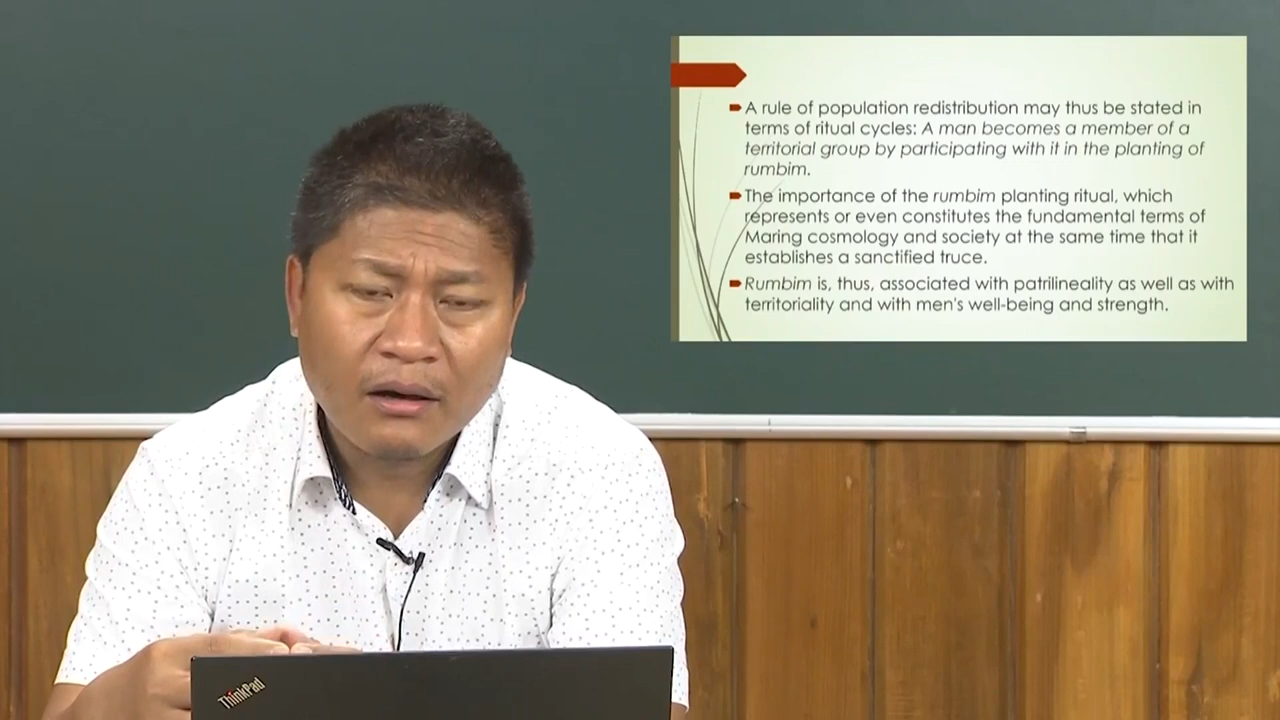 A rule of population redistribution may thus be stated in
terms of ritual cycles: A man becomes a member of a
territorial group by participating with it in the planting of
rumbim.
The importance of the rumbim planting ritual, which
represents or even constitutes the fundamental terms of
Maring cosmology and society at the same time that it
establishes a sanctified truce.
Rumbim is, thus, associated with patrilineality as well as with
territoriality and with men's well-being and strength.
ThinkPad